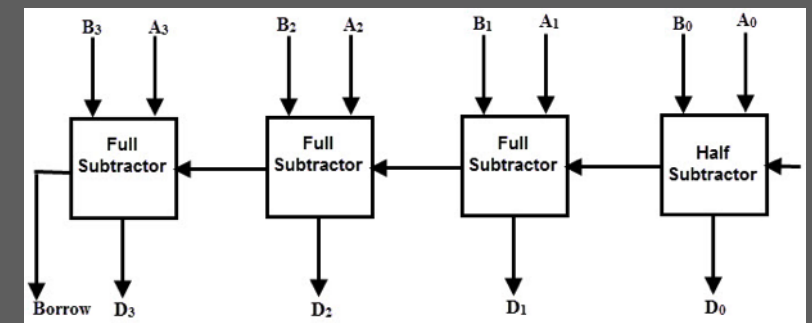 B3 A3 B2 A2 B1 A1 B0 A0
Full Subtractor
Full Subtractor
Full Subtractor
Half Subtractor
Borrow D3 D2 D1 D0